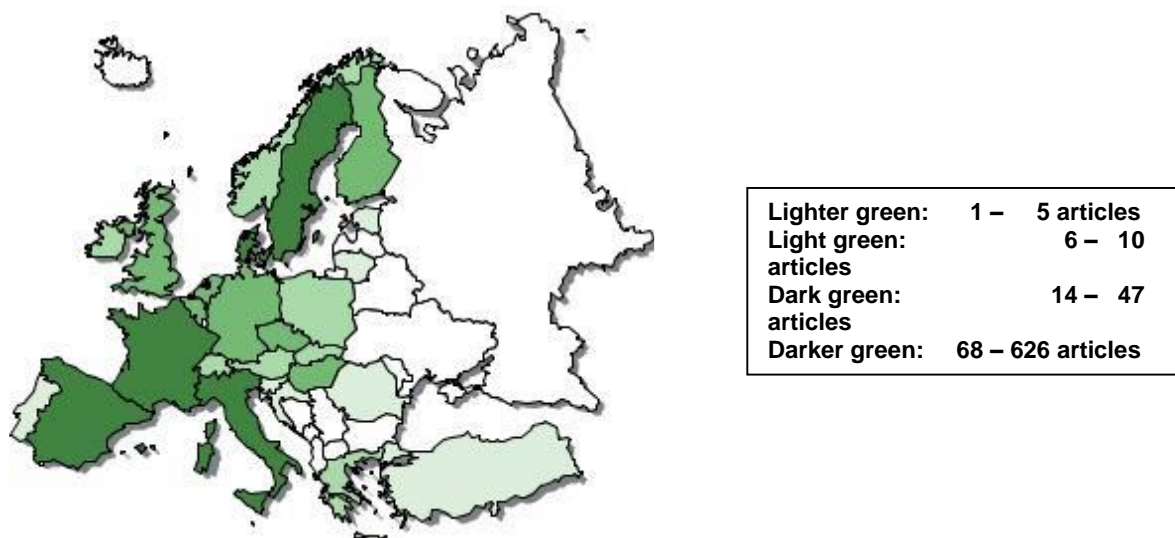 Lighter green: 1 – 5 articles
Light green: 6 – 10
articles
Dark green: 14 – 47
articles
Darker green: 68 – 626 articles